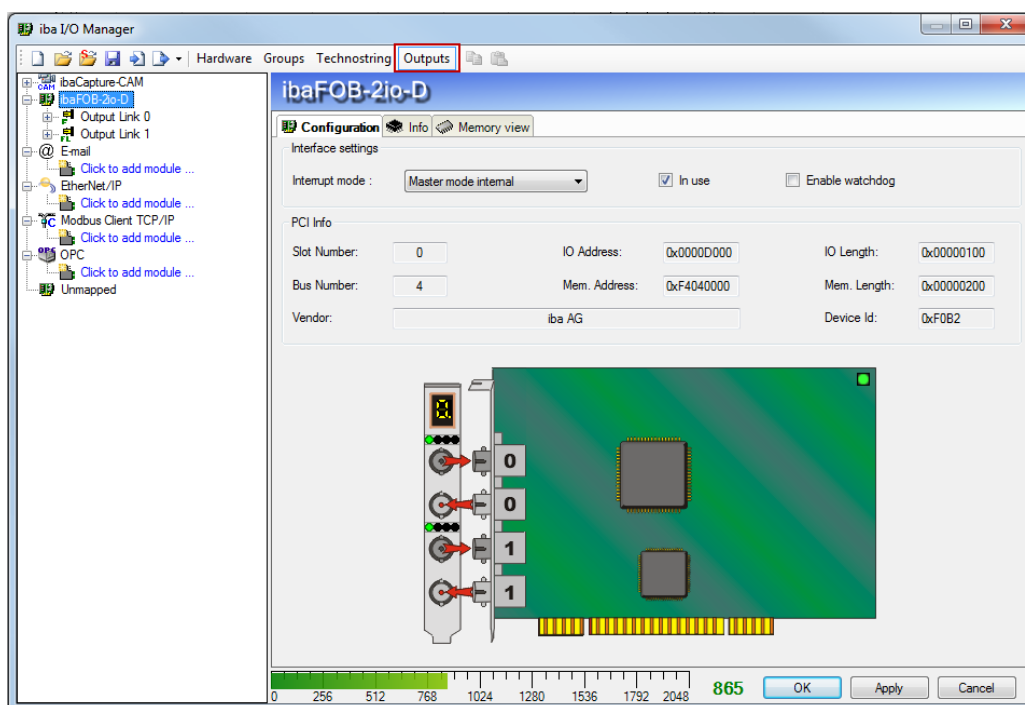 iba I/O Manager
Hardware Groups Technostring Outputs
ibaCapture-CAM
ibaFOB-2io-D
Output Link 0
Output Link 1
E-mail
Click to add module ...
EtherNet/IP
Click to add module ...
Modbus Client TCP/IP
Click to add module ...
OPC
Click to add module ...
Unmapped
ibaFOB-2io-D
Configuration Info Memory view
Interface settings
Interrupt mode : Master mode internal In use Enable watchdog
PCI Info
Slot Number: 0 IO Address: 0x0000D000 IO Length: 0x00000100
Bus Number: 4 Mem. Address: 0xF4040000 Mem. Length: 0x00000200
Vendor: iba AG Device Id: 0xF0B2
0
0
1
1
0 256 512 768 1024 1280 1536 1792 2048 865 OK Apply Cancel